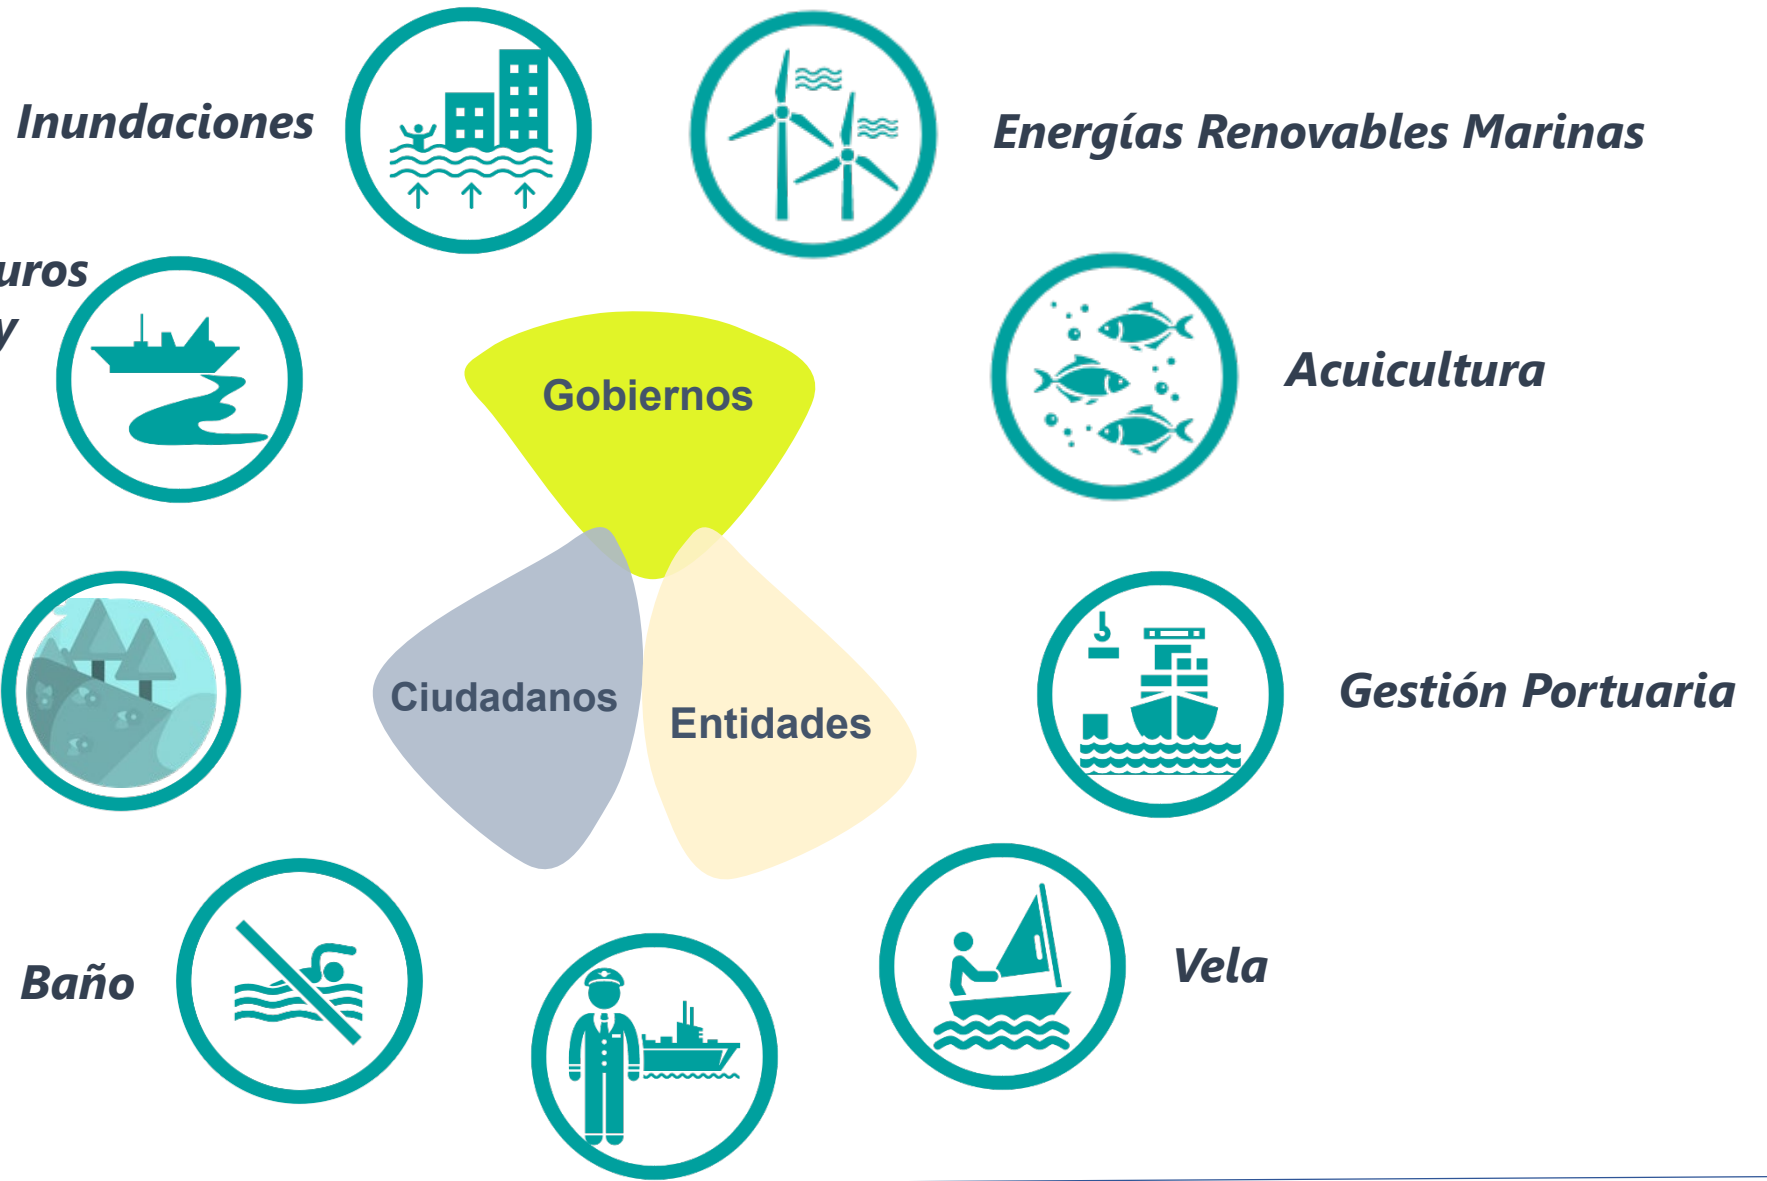 Inundaciones
Energías Renovables Marinas
uros
y
Gobiernos
Acuicultura
Ciudadanos
Entidades
Gestión Portuaria
Baño
Vela